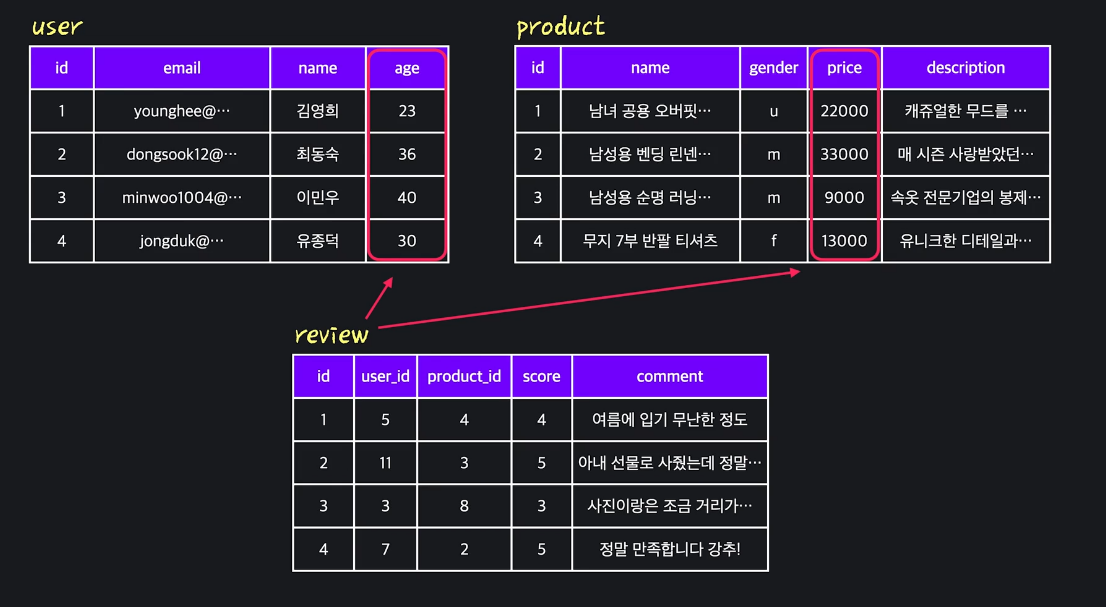 user
id email name age
1 younghee@… 김영희 23
2 dongsook12@… 최동숙 36
3 minwoo1004@… 이민우 40
4 jongduk@… 유종덕 30
product
id name gender price description
1 남녀 공용 오버핏… u 22000 캐쥬얼한 무드를 …
2 남성용 벤딩 린넨… m 33000 매 시즌 사랑받았던…
3 남성용 순명 러닝… m 9000 속옷 전문기업의 봉제…
4 무지 7부 반팔 티셔츠 f 13000 유니크한 디테일과…
review
id user_id product_id score comment
1 5 4 4 여름에 입기 무난한 정도
2 11 3 5 아내 선물로 사줬는데 정말…
3 3 8 3 사진이랑은 조금 거리가…
4 7 2 5 정말 만족합니다 강추!